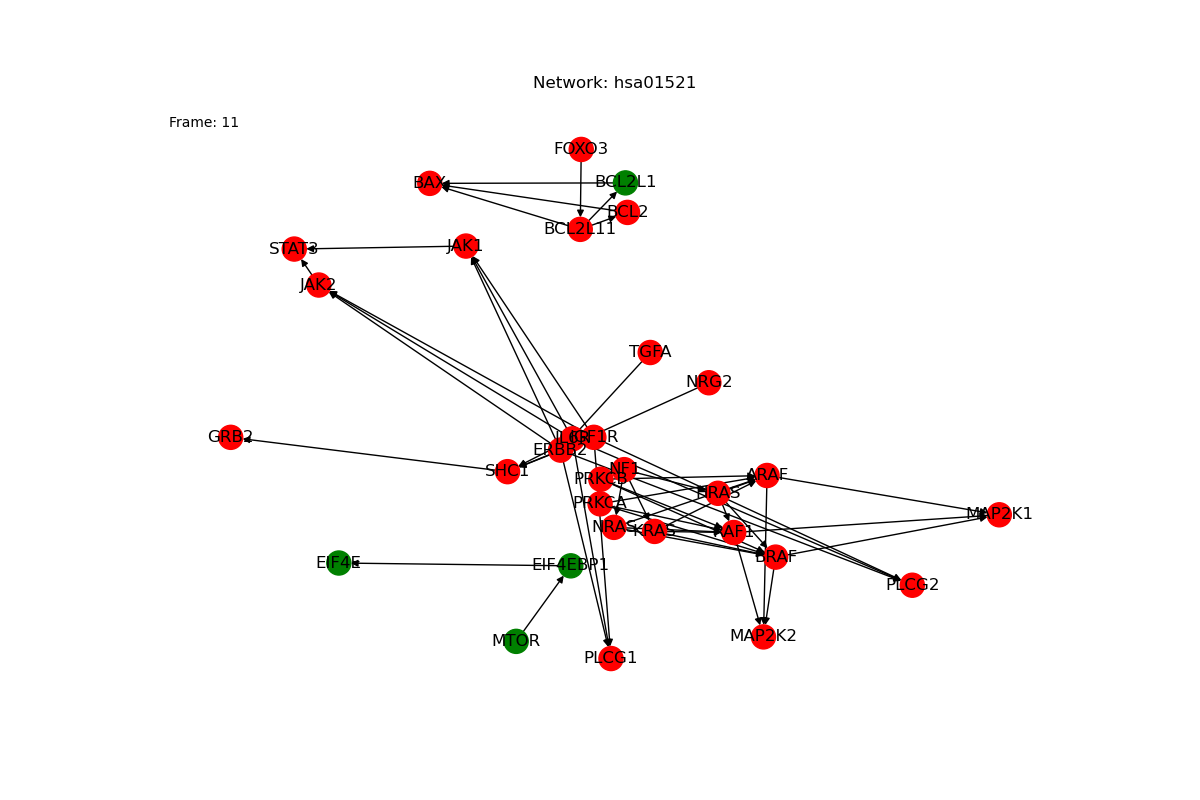 Network: hsa01521
Frame: 11
FOXO3
BAX
BCL2L1
BCL2
BCL2L11
STAT3
JAK1
JAK2
TGFA
NRG2
GRB2
IL6R
IGF1R
ERBB2
SHC1
NF1
PRKCB
ARAF
HRAS
PRKCA
MAP2K1
NRAS
KRAS
RAF1
BRAF
EIF4E
EIF4EBP1
PLCG2
MTOR
MAP2K2
PLCG1